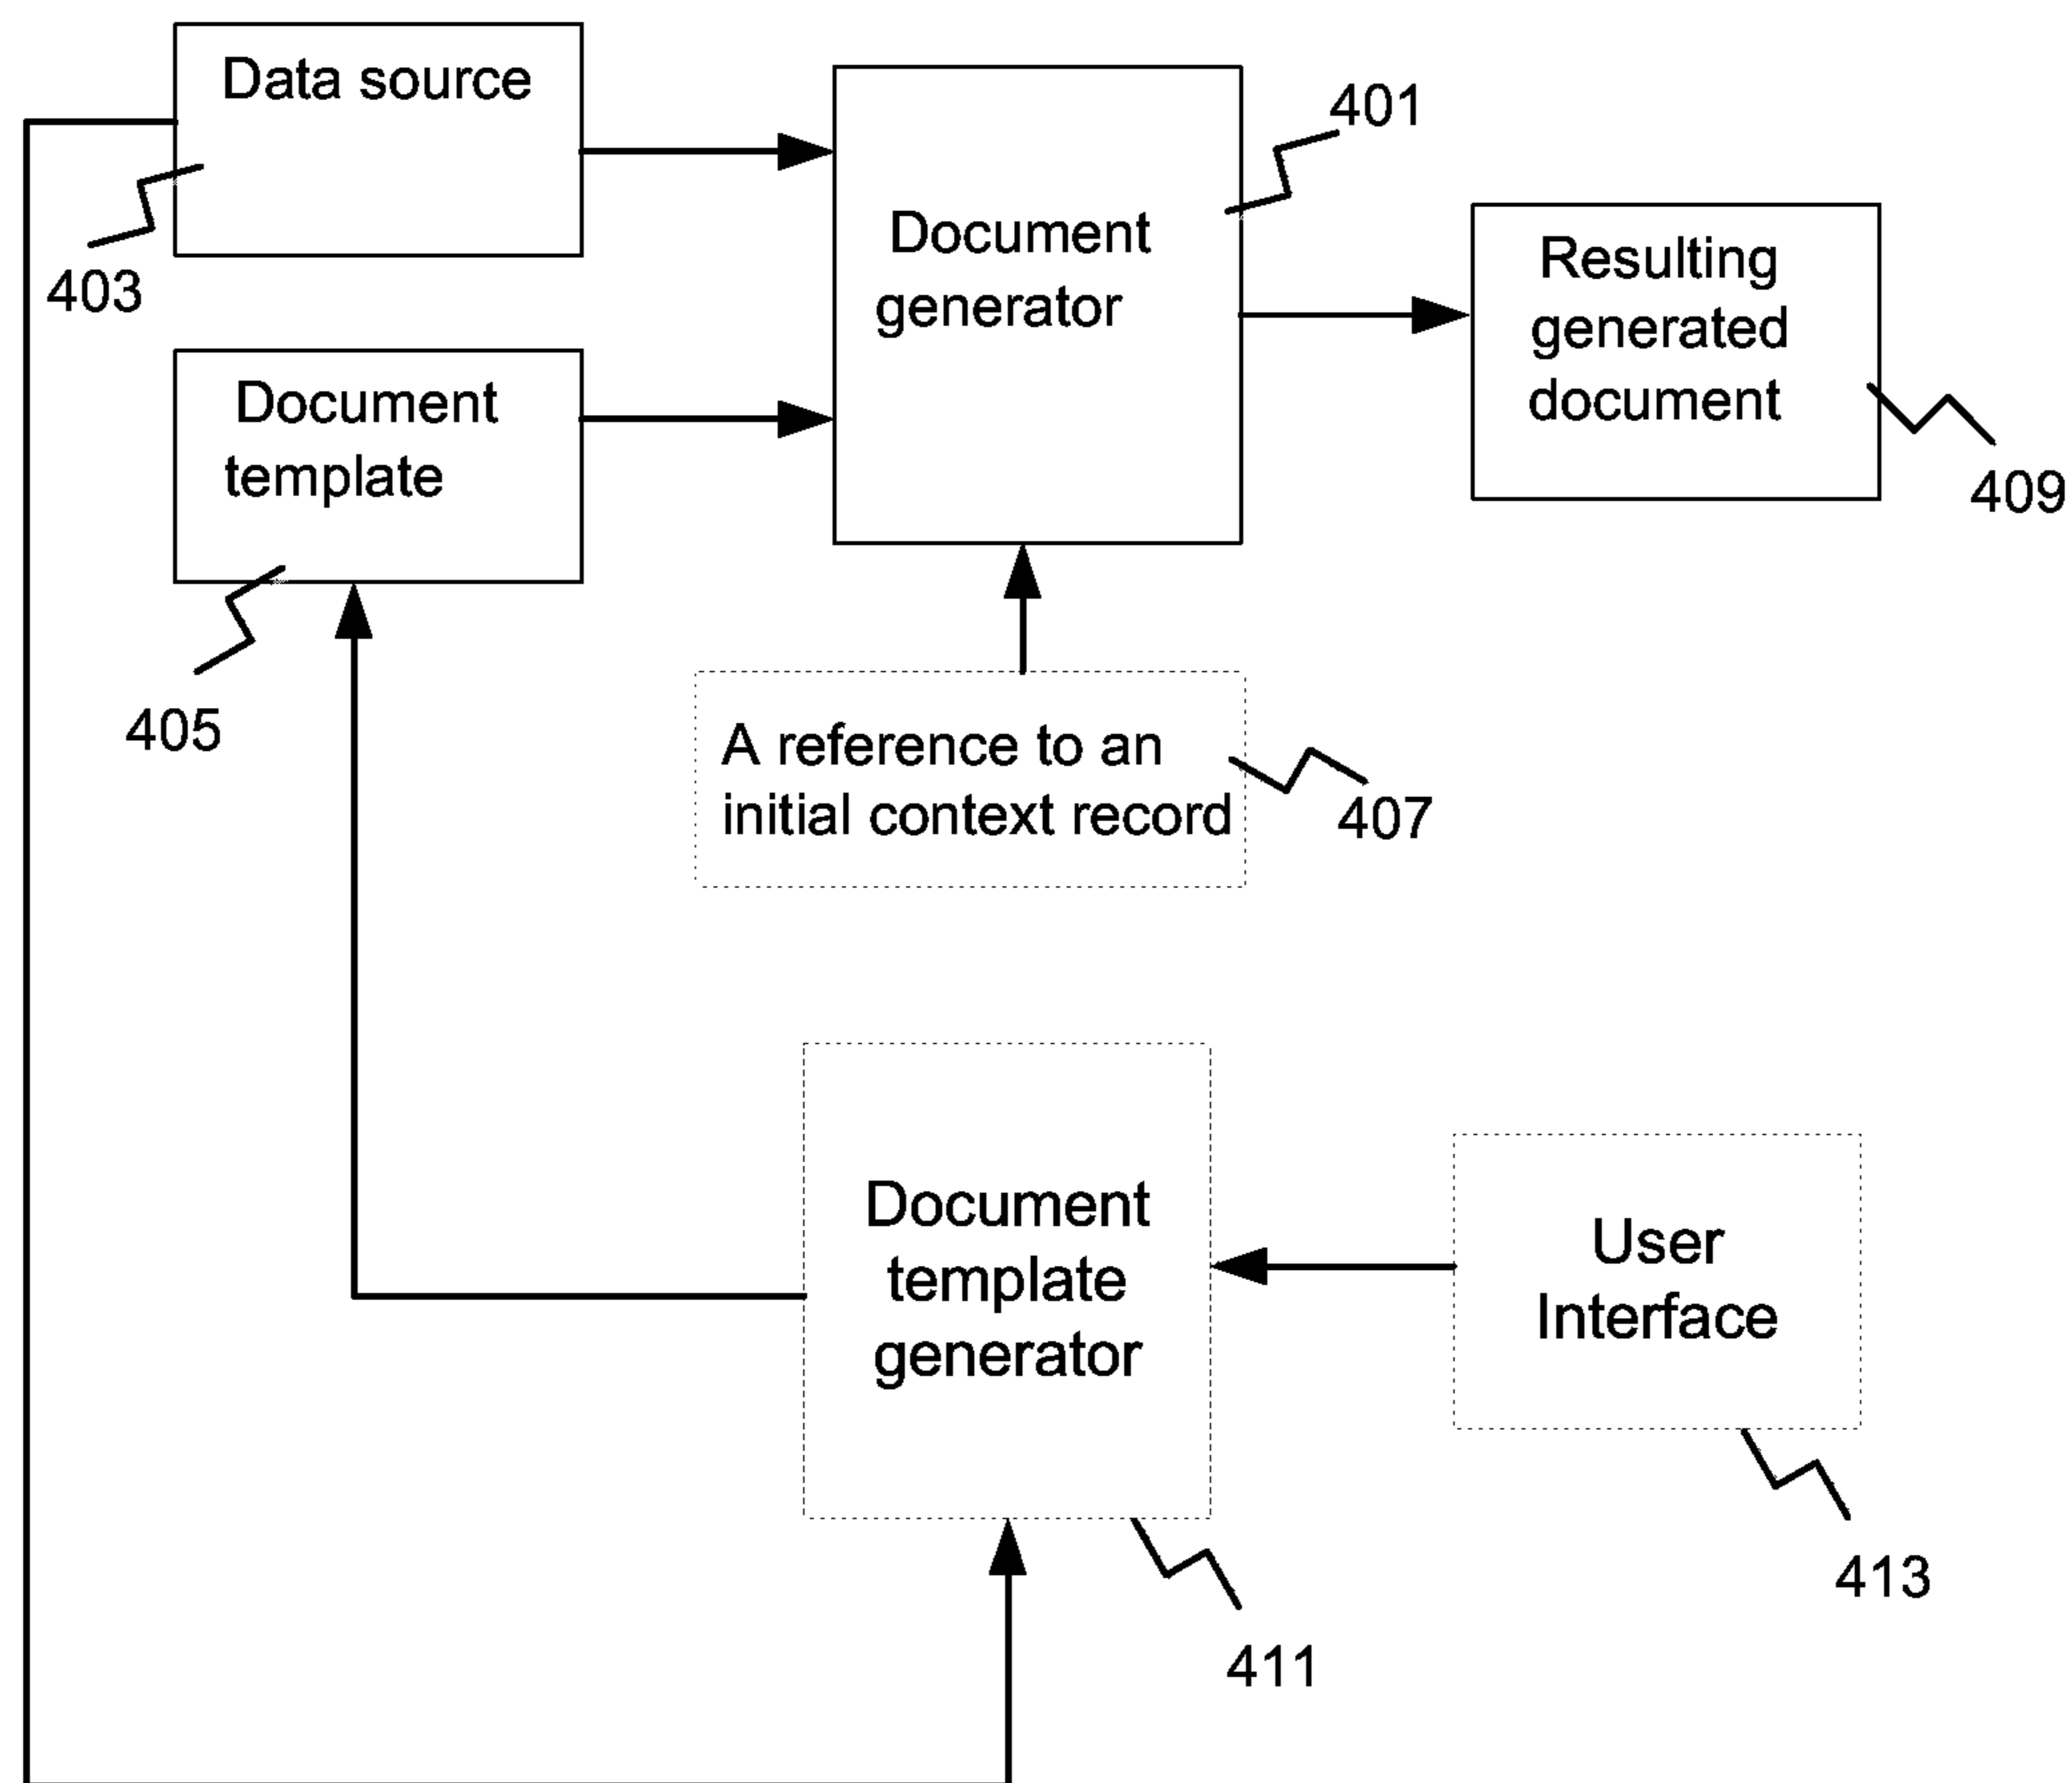 Data source
403
Document
template
405
Document
generator
401
Resulting
generated
document
409
A reference to an
initial context record
407
Document
template
generator
411
User
Interface
413